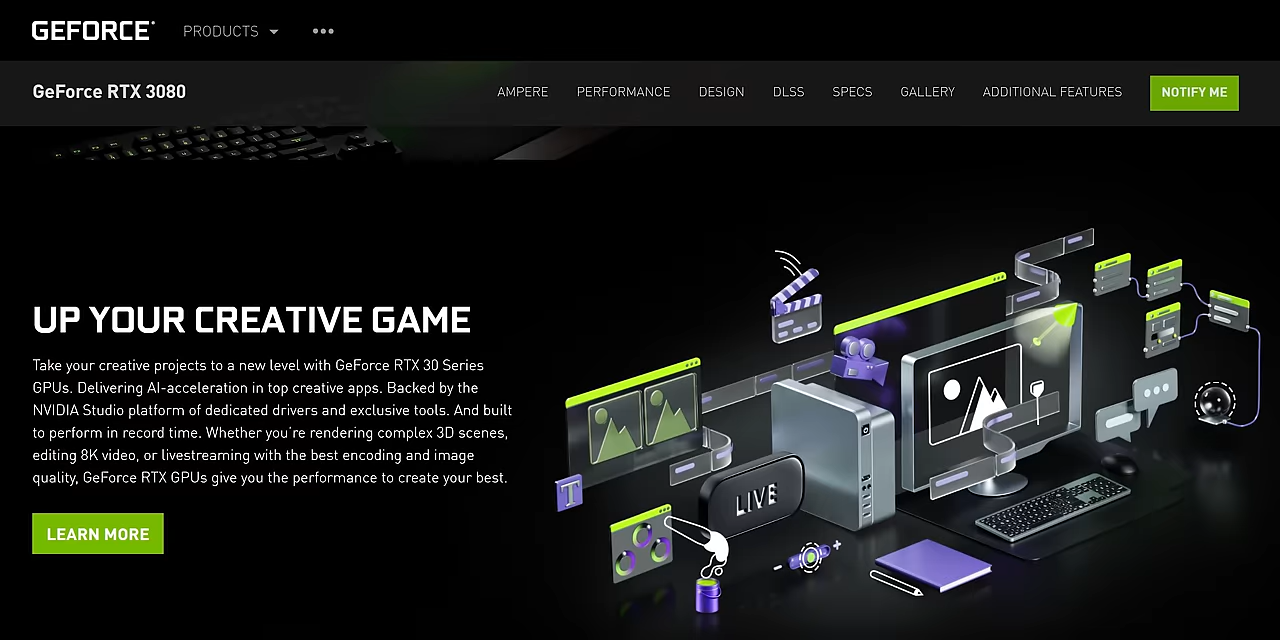 GEFORCE
PRODUCTS
GeForce RTX 3080
AMPERE
PERFORMANCE
DESIGN
DLSS
SPECS
GALLERY
ADDITIONAL FEATURES
NOTIFY ME
UP YOUR CREATIVE GAME
Take your creative projects to a new level with GeForce RTX 30 Series
GPUs. Delivering AI-acceleration in top creative apps. Backed by the
NVIDIA Studio platform of dedicated drivers and exclusive tools. And built
to perform in record time. Whether you're rendering complex 3D scenes,
editing 8K video, or livestreaming with the best encoding and image
quality, GeForce RTX GPUs give you the performance to create your best.
LEARN MORE
T
LIVE